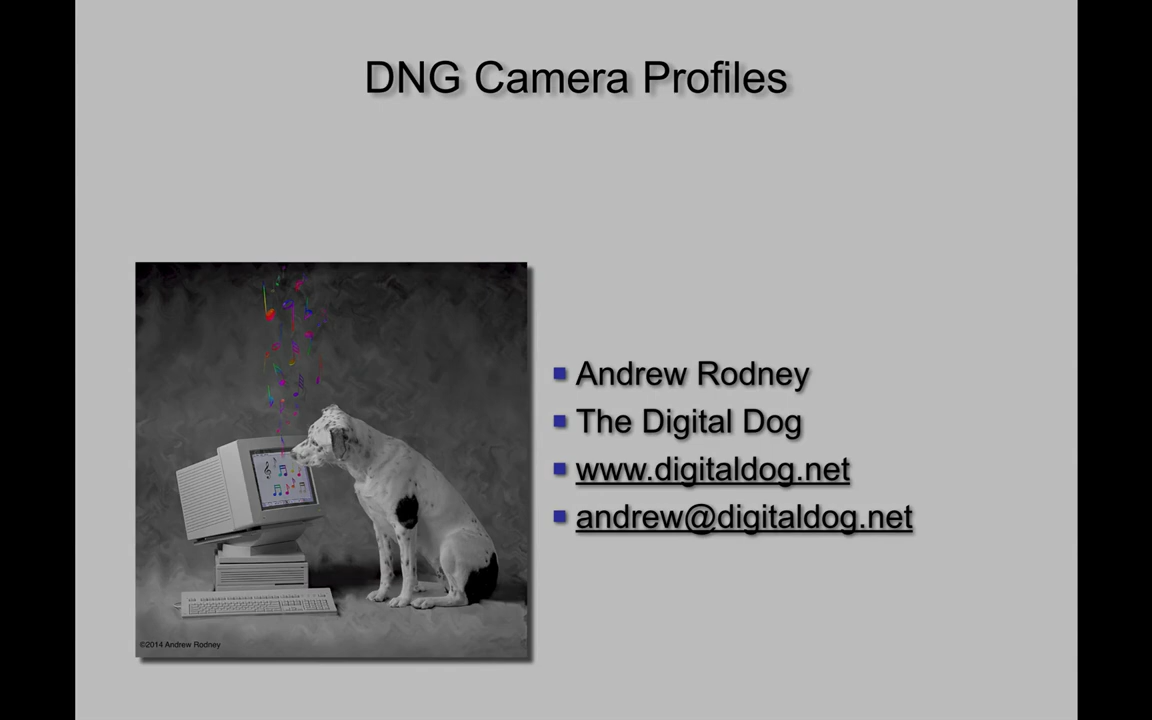 DNG Camera Profiles
Andrew Rodney
The Digital Dog
www.digitaldog.net
andrew@digitaldog.net
©2014 Andrew Rodney